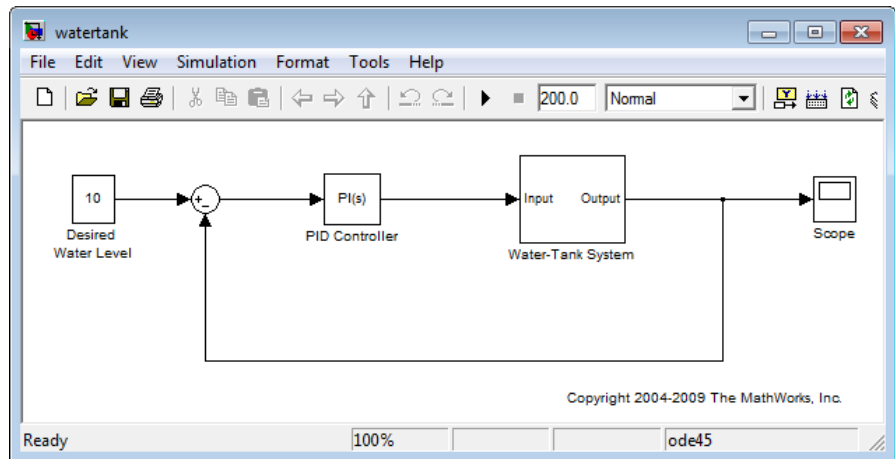 watertank
File Edit View Simulation Format Tools Help
200.0 Normal
10
+
-
PI(s)
Input Output
Desired
Water Level
PID Controller
Water-Tank System
Scope
Copyright 2004-2009 The MathWorks, Inc.
Ready 100% ode45